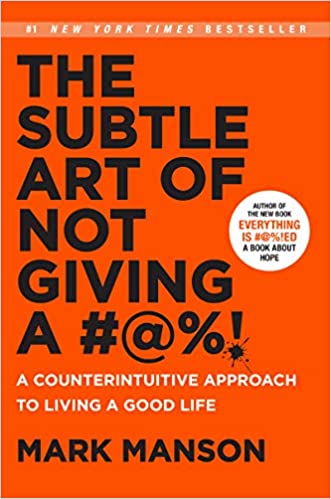 #1 NEW YORK TIMES BESTSELLER
THE
SUBTLE
ART OF
NOT
GIVING
A #@%!
AUTHOR OF
THE NEW BOOK
EVERYTHING
IS #@%!ED
A BOOK ABOUT
HOPE
A COUNTERINTUITIVE APPROACH
TO LIVING A GOOD LIFE
MARK MANSON